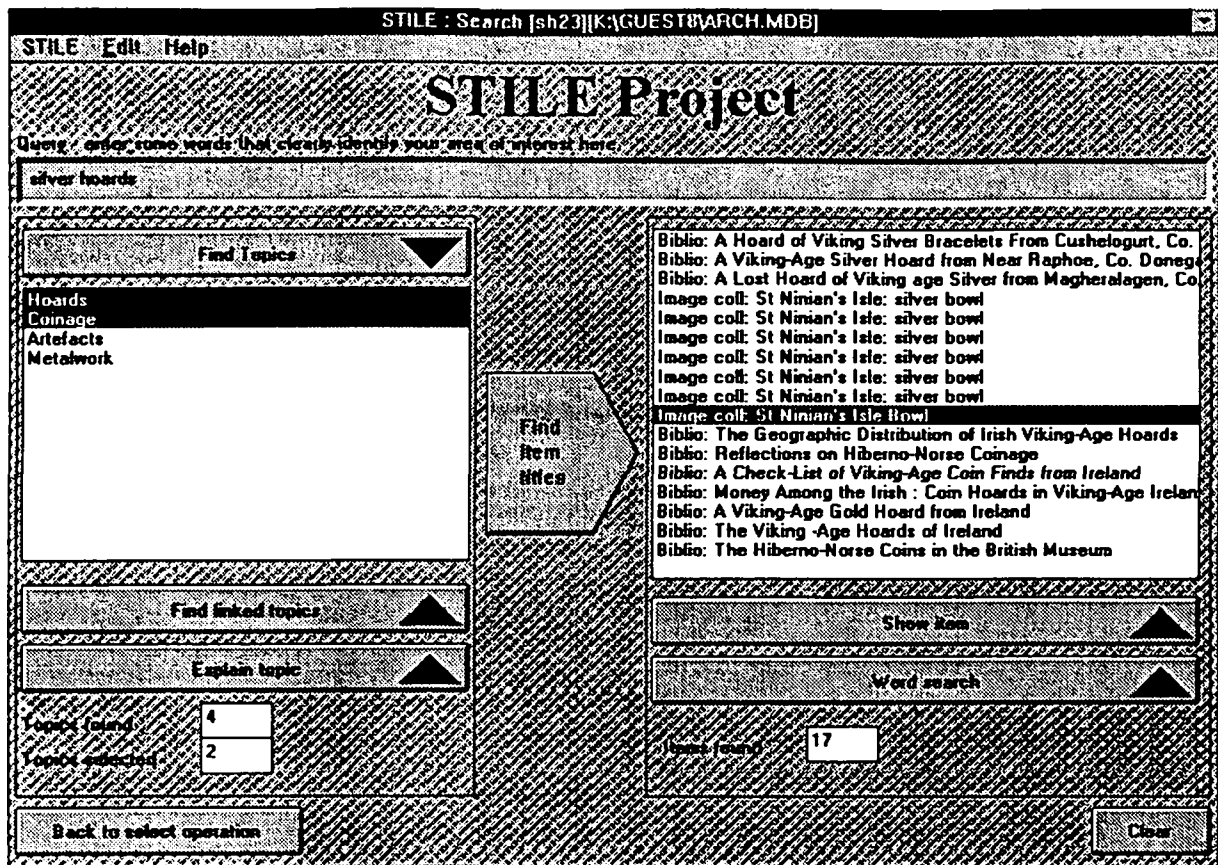 STILE : Search [sh23][K:\GUEST8\ARCH.MDB]
STILE Edit Help
STILE Project
Query : enter some words that clearly identify your area of interest here.
silver hoards
Find Topics
Hoards
Coinage
Artefacts
Metalwork
Find linked topics
Explain topic
Topics found 4
Topics selected 2
Back to select operation
Find
item
titles
Biblio: A Hoard of Viking Silver Bracelets From Cushelogurt, Co.
Biblio: A Viking-Age Silver Hoard from Near Raphoe, Co. Donega
Biblio: A Lost Hoard of Viking age Silver from Magheralagen, Co.
Image coll: St Ninian's Isle: silver bowl
Image coll: St Ninian's Isle: silver bowl
Image coll: St Ninian's Isle: silver bowl
Image coll: St Ninian's Isle: silver bowl
Image coll: St Ninian's Isle: silver bowl
Image coll: St Ninian's Isle: silver bowl
Image coll: St Ninian's Isle Bowl
Biblio: The Geographic Distribution of Irish Viking-Age Hoards
Biblio: Reflections on Hiberno-Norse Coinage
Biblio: A Check-List of Viking-Age Coin Finds from Ireland
Biblio: Money Among the Irish : Coin Hoards in Viking-Age Irelan
Biblio: A Viking-Age Gold Hoard from Ireland
Biblio: The Viking -Age Hoards of Ireland
Biblio: The Hiberno-Norse Coins in the British Museum
Show item
Word search
Items found 17
Clear